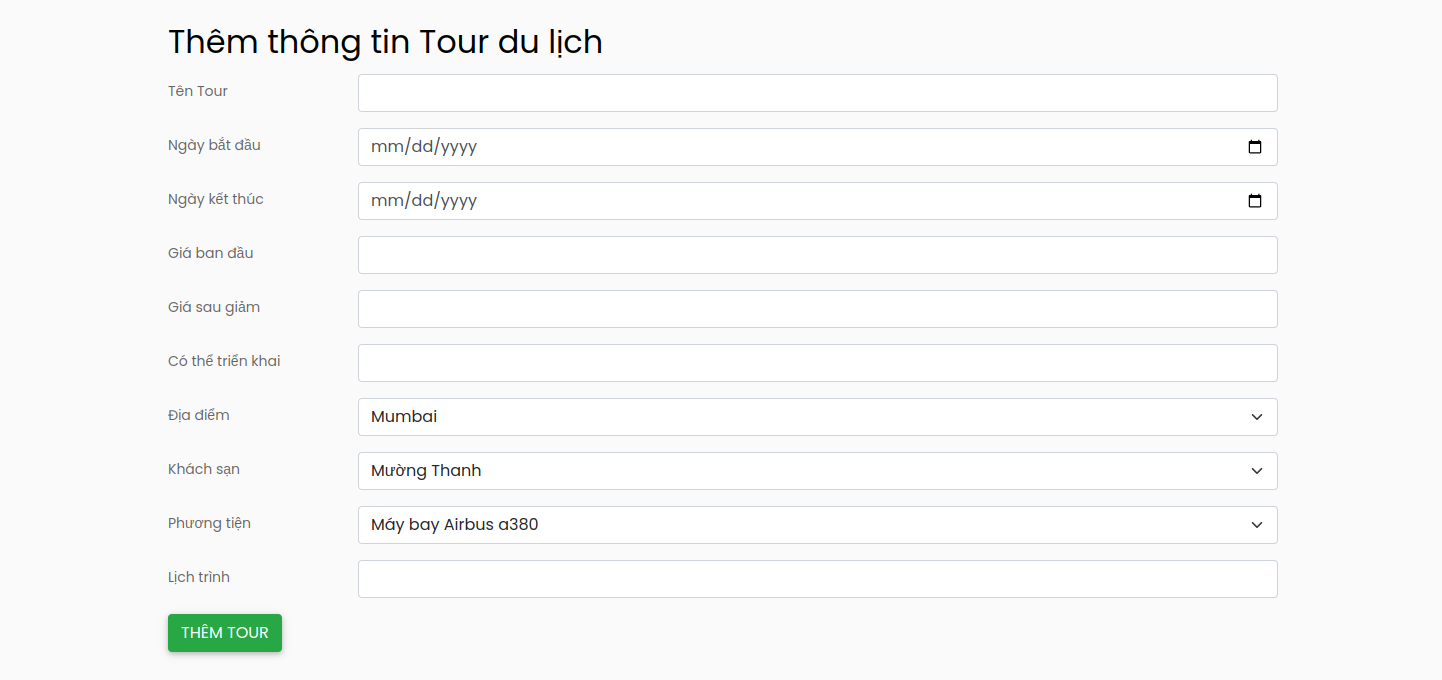 Thêm thông tin Tour du lịch
Tên Tour
Ngày bắt đầu mm/dd/yyyy
Ngày kết thúc mm/dd/yyyy
Giá ban đầu
Giá sau giảm
Có thể triển khai
Địa điểm Mumbai
Khách sạn Mường Thanh
Phương tiện Máy bay Airbus a380
Lịch trình
THÊM TOUR